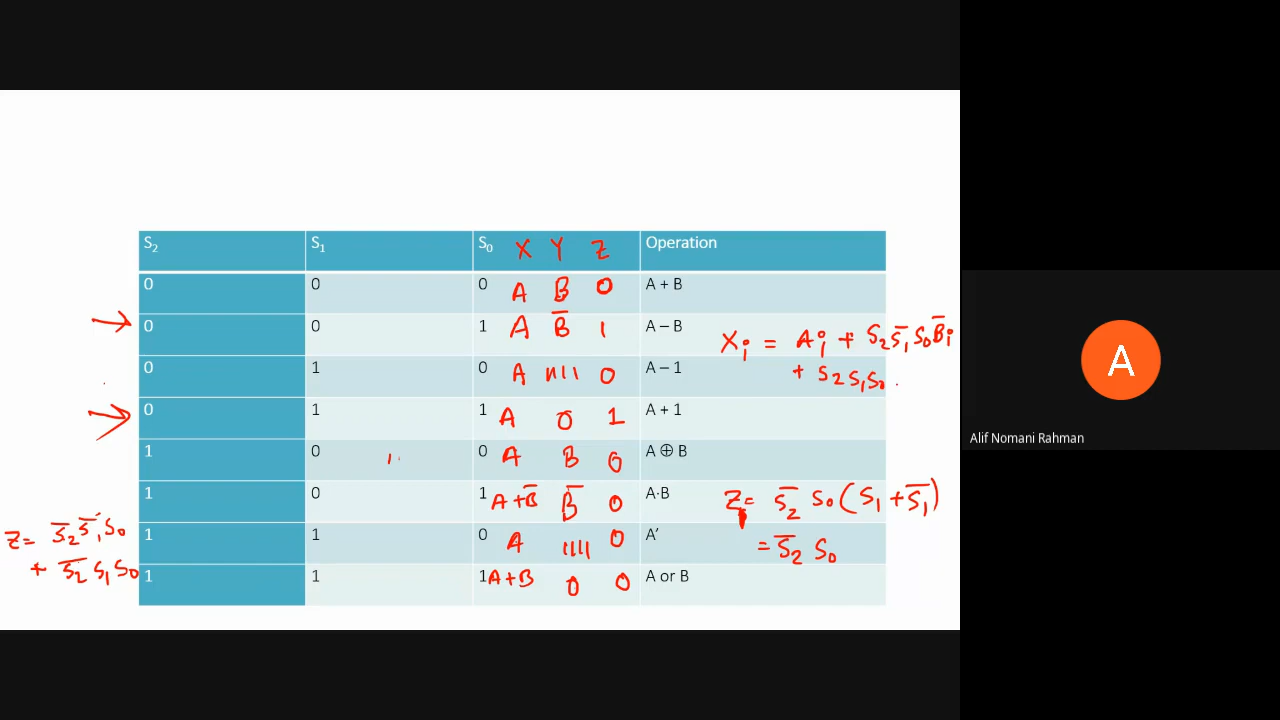 S₂ S₁ S₀ X Y Z Operation
0 0 0 A B 0 A + B
0 0 1 A B̅ 1 A – B
0 1 0 A 1111 0 A – 1
0 1 1 A 0 1 A + 1
1 0 0 A B 0 A ⊕ B
1 0 1 A+B̅ B̅ 0 A·B
1 1 0 A 1111 0 A′
1 1 1 A+B 0 0 A or B
Xᵢ = Aᵢ + S₂S̅₁S₀B̅ᵢ
+ S₂S₁S₀
Z = S̅₂ S₀(S₁ + S̅₁)
= S̅₂ S₀
Z = S̅₂S̅₁S₀
+ S̅₂S₁S₀
A
Alif Nomani Rahman